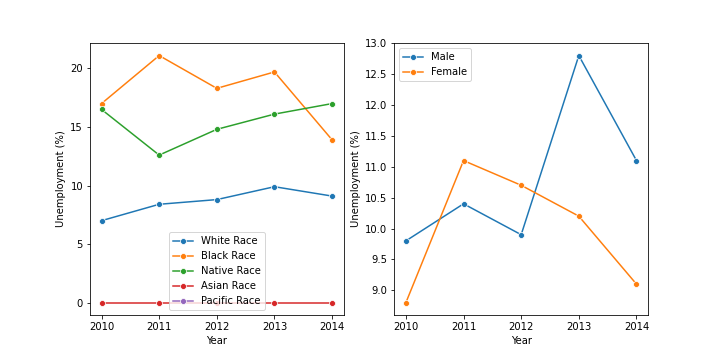 20
15
10
5
0
Unemployment (%)
White Race
Black Race
Native Race
Asian Race
Pacific Race
2010 2011 2012 2013 2014
Year
13.0
12.5
12.0
11.5
11.0
10.5
10.0
9.5
9.0
Unemployment (%)
Male
Female
2010 2011 2012 2013 2014
Year